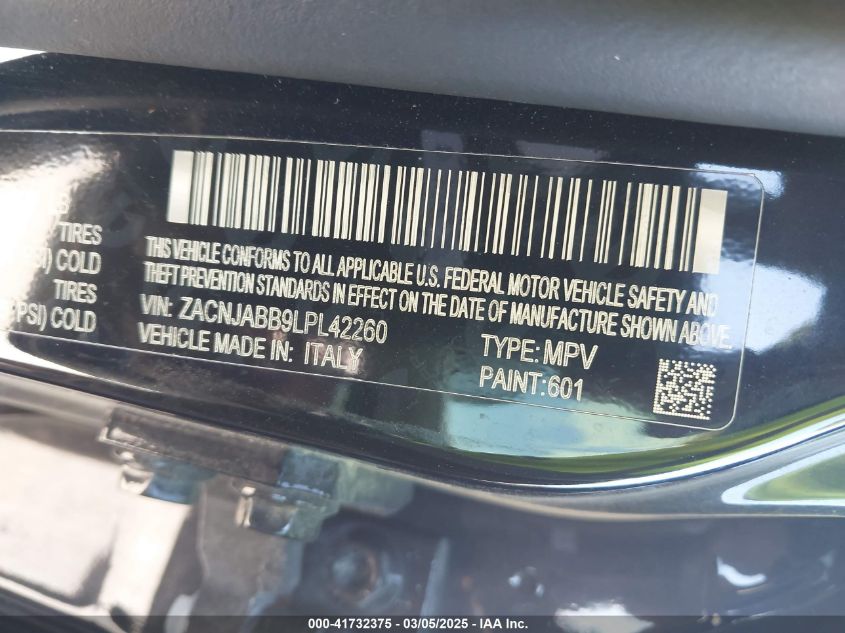 TIRES
COLD
TIRES
PSI) COLD
THIS VEHICLE CONFORMS TO ALL APPLICABLE U.S. FEDERAL MOTOR VEHICLE SAFETY AND
THEFT PREVENTION STANDARDS IN EFFECT ON THE DATE OF MANUFACTURE SHOWN ABOVE.
VIN: ZACNJABB9LPL42260
TYPE: MPV
VEHICLE MADE IN: ITALY
PAINT:601
000-41732375 - 03/05/2025 - IAA, Inc.